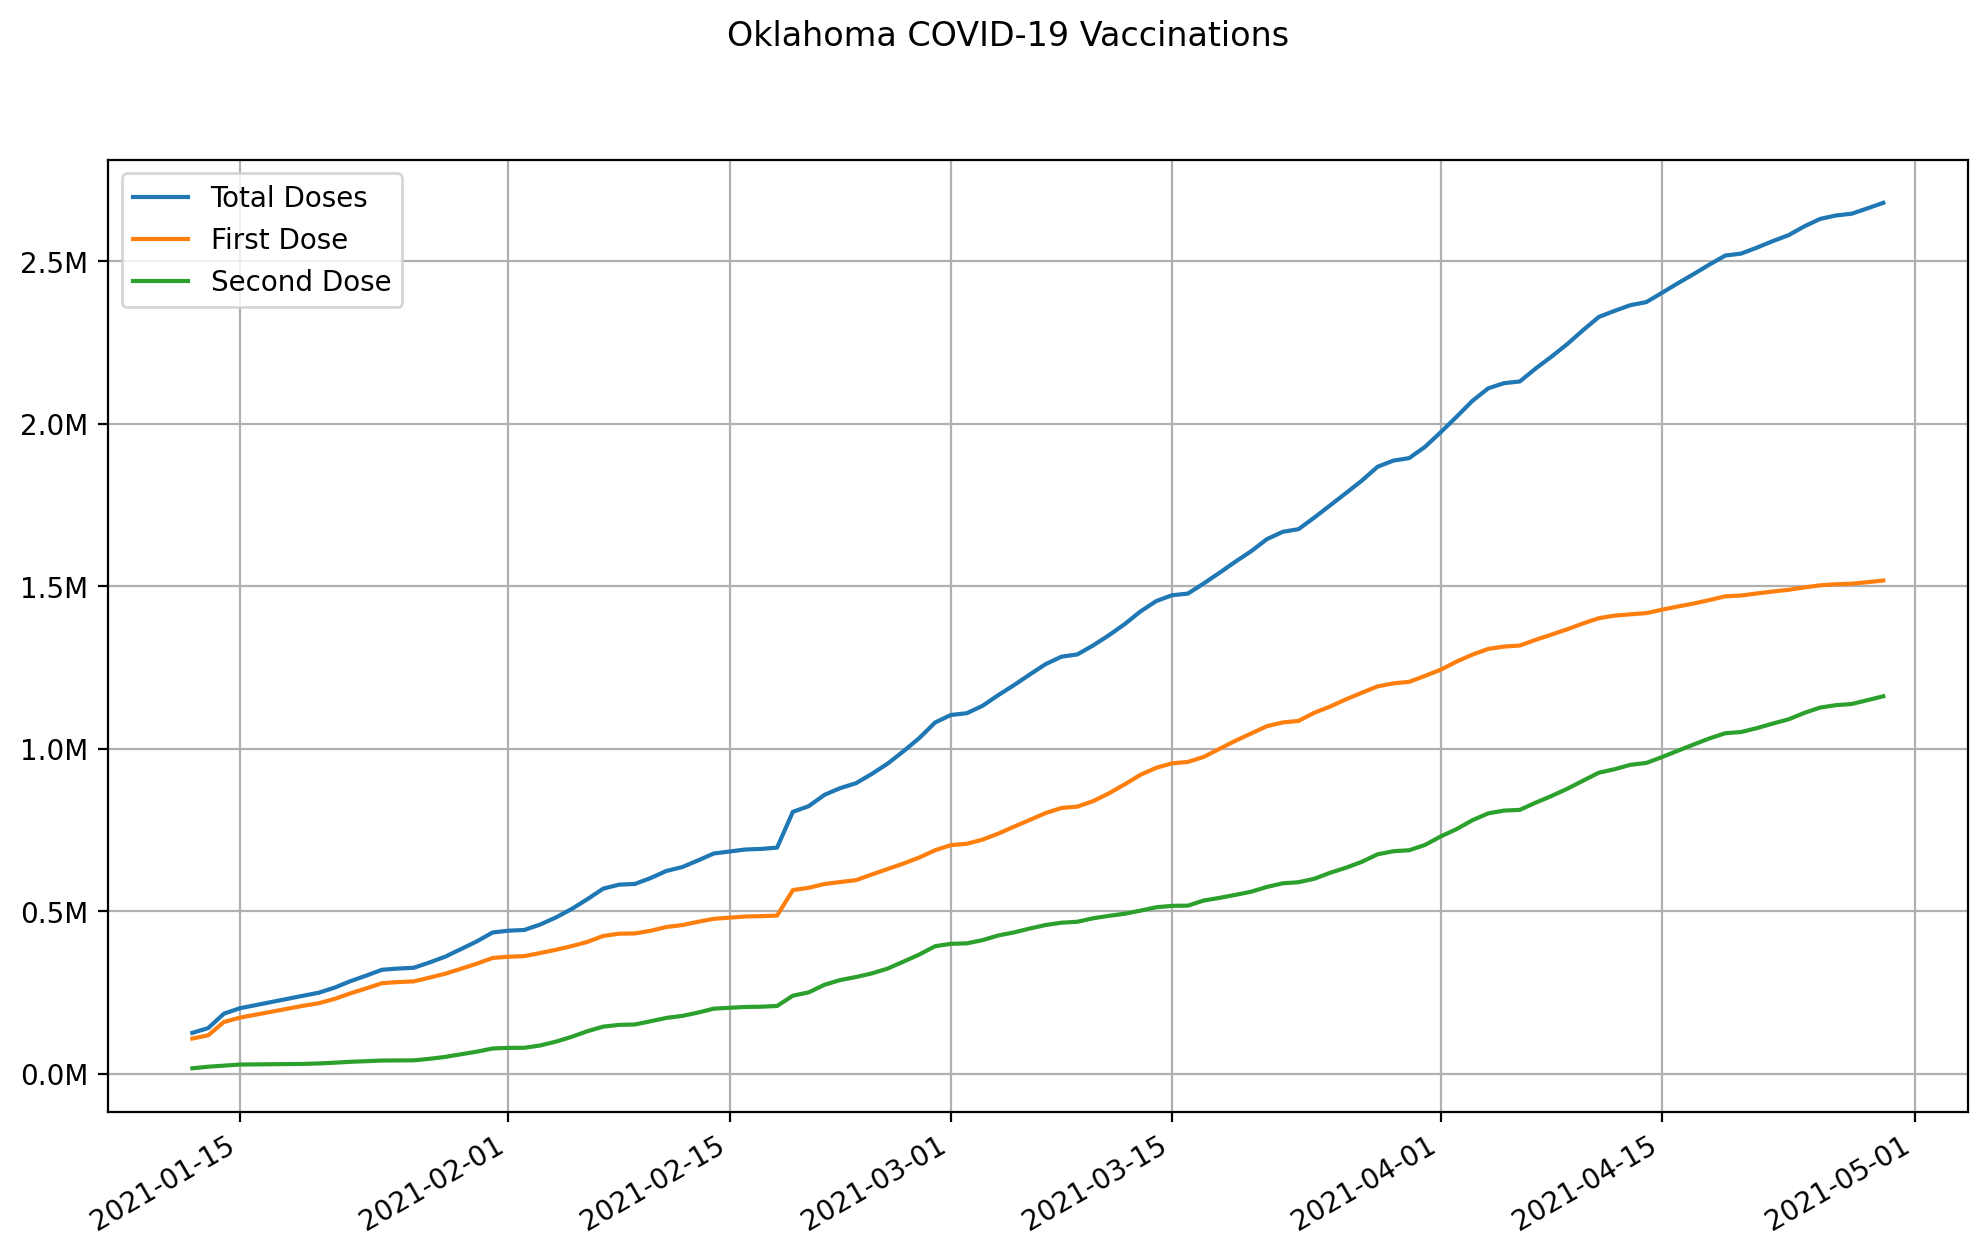 Oklahoma COVID-19 Vaccinations
Total Doses
First Dose
Second Dose
2.5M
2.0M
1.5M
1.0M
0.5M
0.0M
2021-01-15
2021-02-01
2021-02-15
2021-03-01
2021-03-15
2021-04-01
2021-04-15
2021-05-01